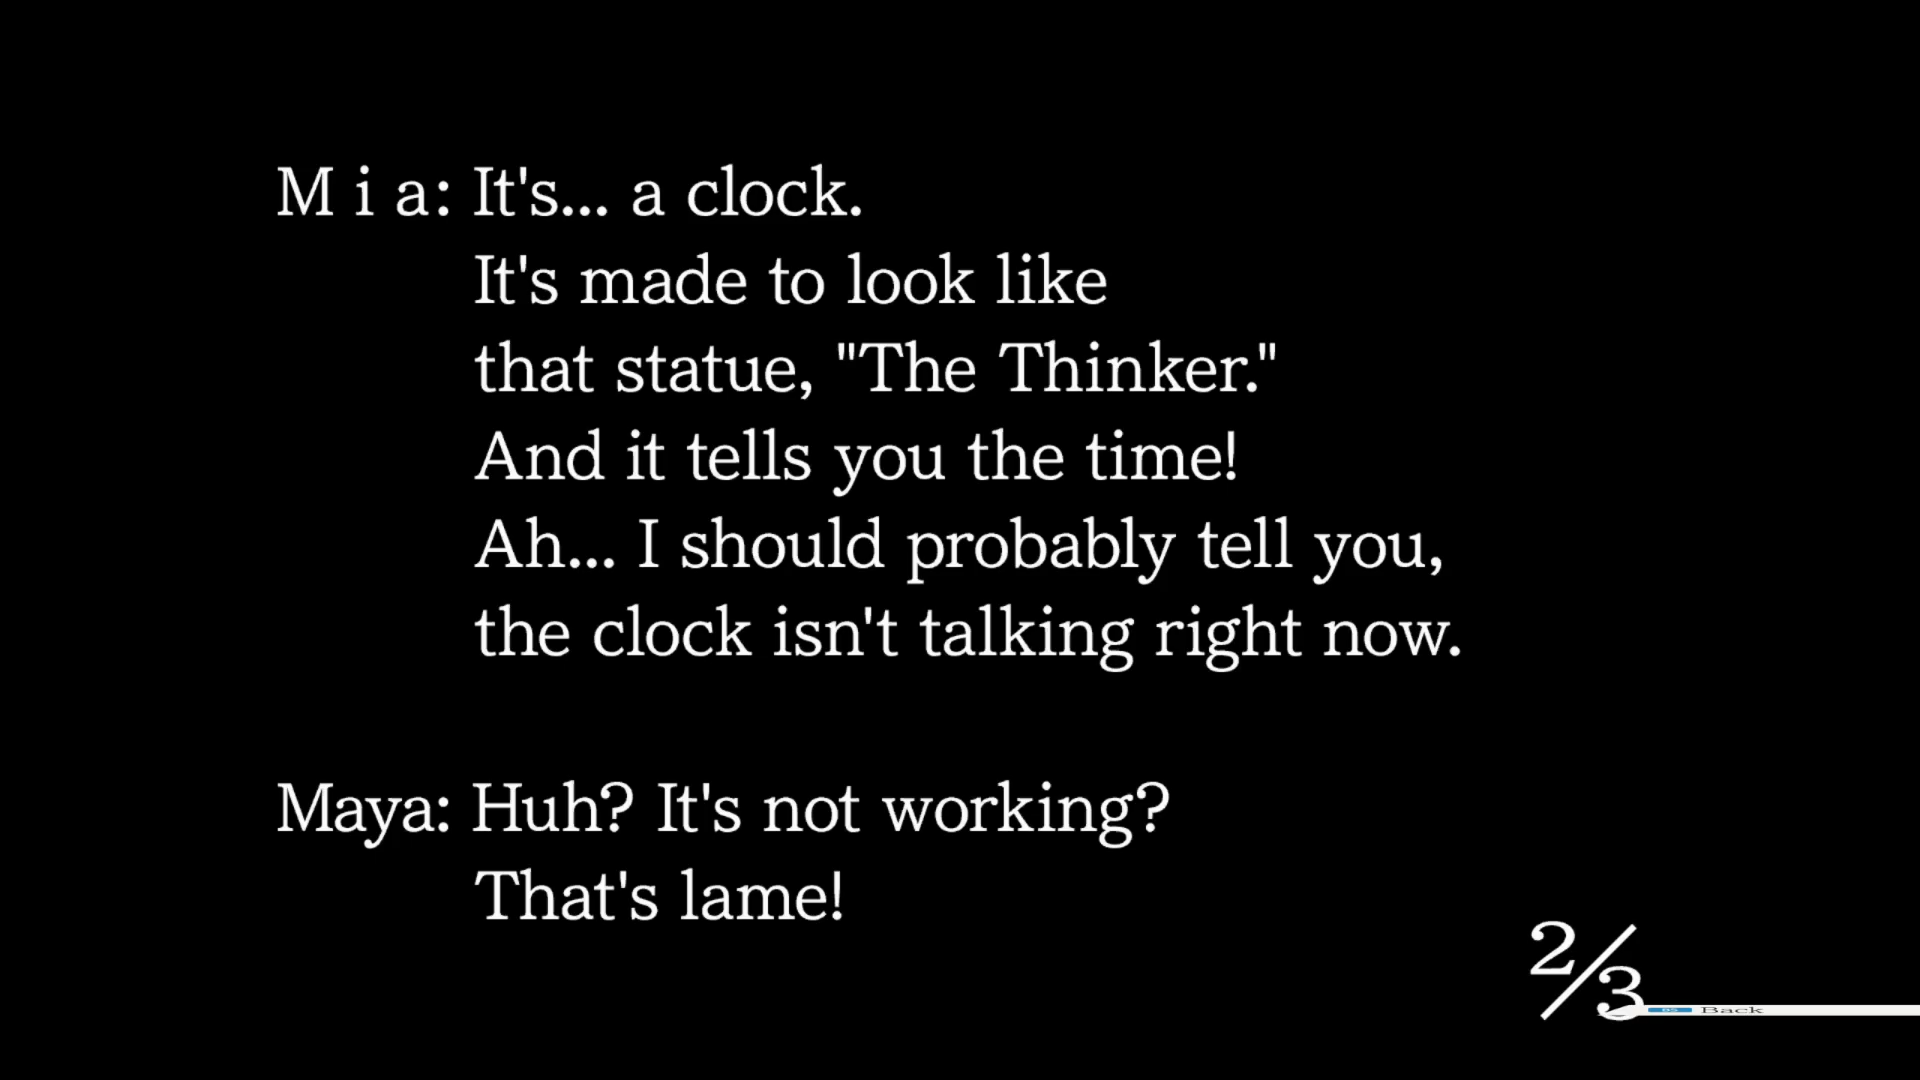 M i a: It's... a clock.
It's made to look like
that statue, "The Thinker."
And it tells you the time!
Ah... I should probably tell you,
the clock isn't talking right now.
Maya: Huh? It's not working?
That's lame!
2/3
Back